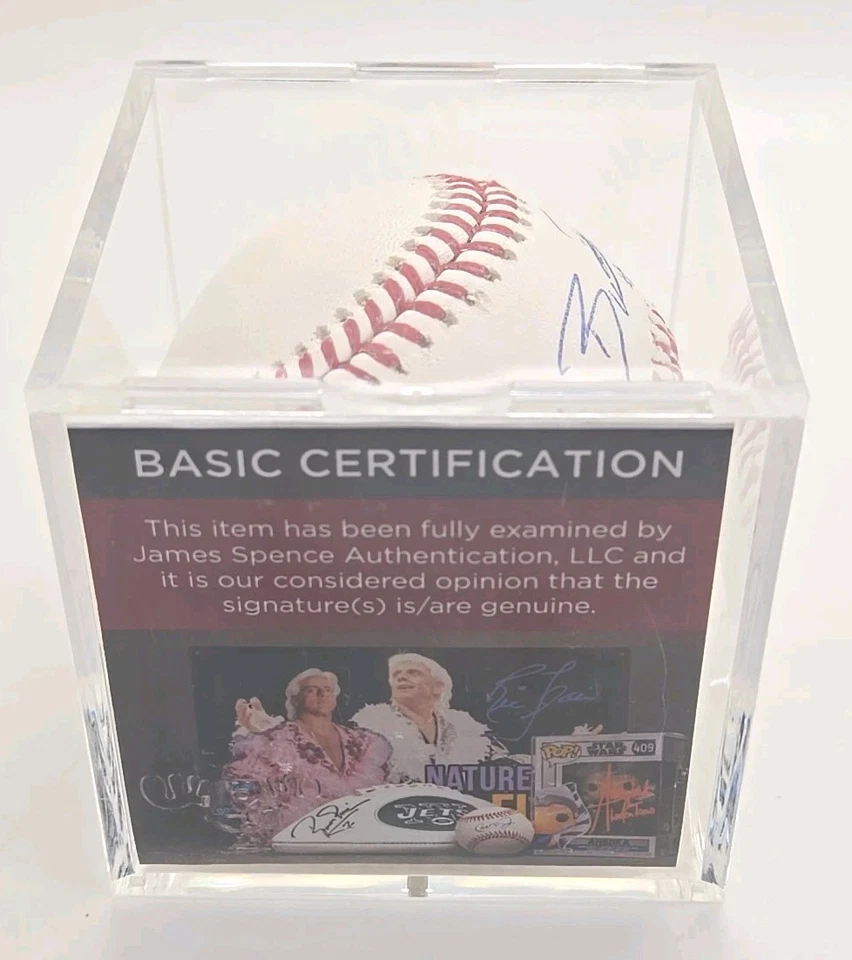 BASIC CERTIFICATION
This item has been fully examined by
James Spence Authentication, LLC and
it is our considered opinion that the
signature(s) is/are genuine.
POP!
STAR
WARS
409
NATURE
JETS
AHSOKA